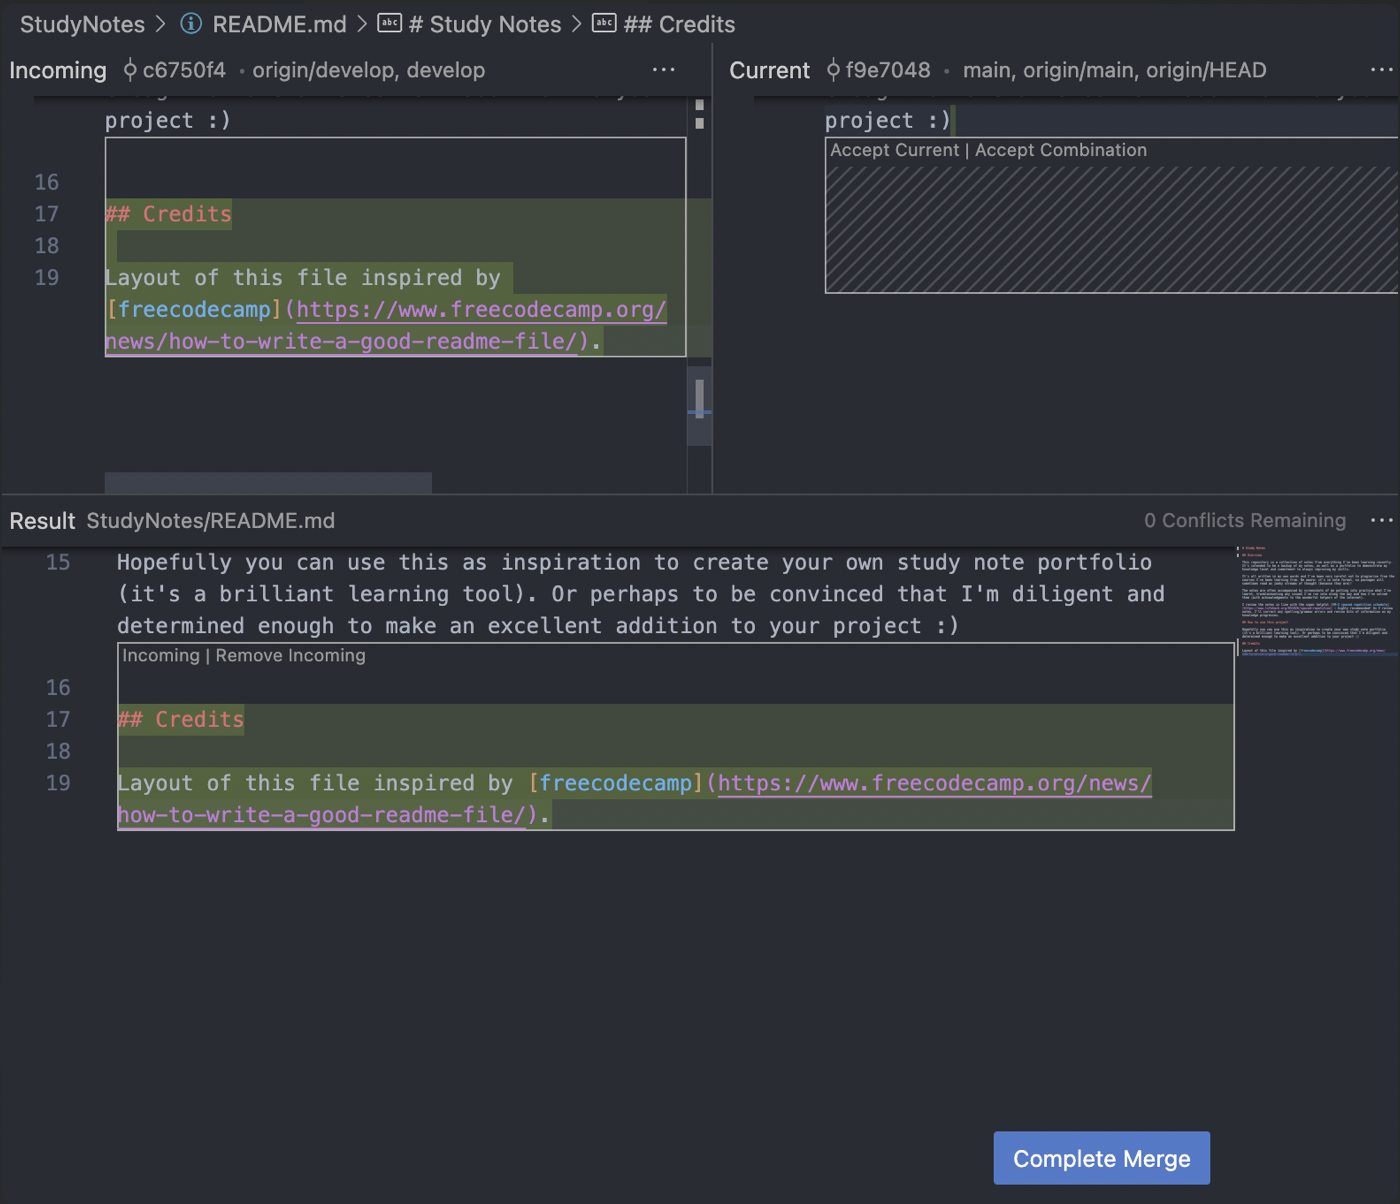 StudyNotes > README.md > # Study Notes > ## Credits
Incoming c6750f4 • origin/develop, develop ...
project :)
16
17 ## Credits
18
19 Layout of this file inspired by
[freecodecamp](https://www.freecodecamp.org/
news/how-to-write-a-good-readme-file/).
Current f9e7048 • main, origin/main, origin/HEAD ...
project :)
Accept Current | Accept Combination
Result StudyNotes/README.md 0 Conflicts Remaining ...
15 Hopefully you can use this as inspiration to create your own study note portfolio
(it's a brilliant learning tool). Or perhaps to be convinced that I'm diligent and
determined enough to make an excellent addition to your project :)
Incoming | Remove Incoming
16
17 ## Credits
18
19 Layout of this file inspired by [freecodecamp](https://www.freecodecamp.org/news/
how-to-write-a-good-readme-file/).
Complete Merge